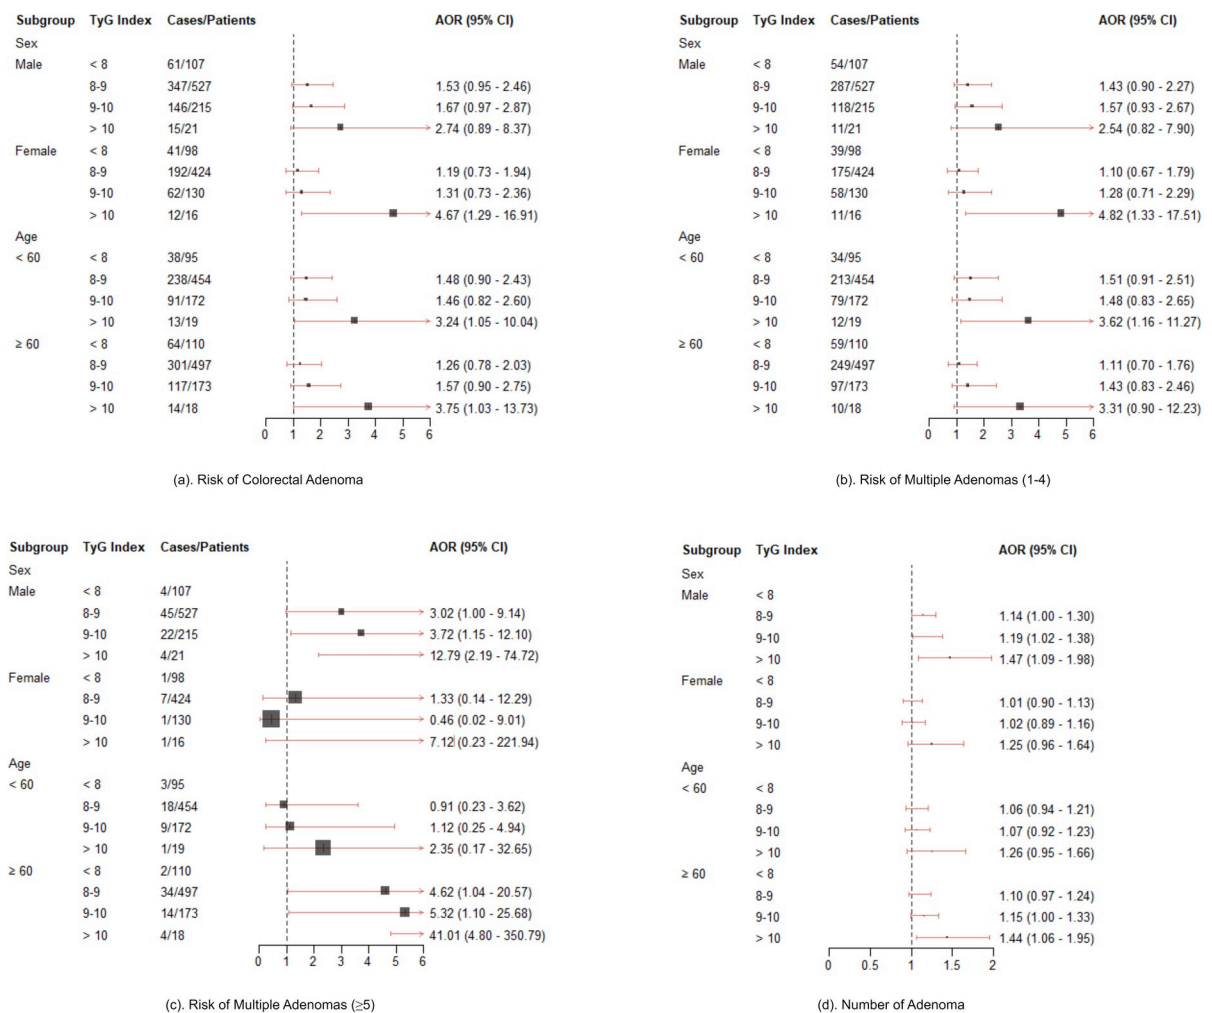 Subgroup TyG Index Cases/Patients AOR (95% CI)
Sex
Male < 8 61/107
8-9 347/527 1.53 (0.95 - 2.46)
9-10 146/215 1.67 (0.97 - 2.87)
> 10 15/21 2.74 (0.89 - 8.37)
Female < 8 41/98
8-9 192/424 1.19 (0.73 - 1.94)
9-10 62/130 1.31 (0.73 - 2.36)
> 10 12/16 4.67 (1.29 - 16.91)
Age
< 60 < 8 38/95
8-9 238/454 1.48 (0.90 - 2.43)
9-10 91/172 1.46 (0.82 - 2.60)
> 10 13/19 3.24 (1.05 - 10.04)
≥ 60 < 8 64/110
8-9 301/497 1.26 (0.78 - 2.03)
9-10 117/173 1.57 (0.90 - 2.75)
> 10 14/18 3.75 (1.03 - 13.73)
0 1 2 3 4 5 6
(a). Risk of Colorectal Adenoma
Subgroup TyG Index Cases/Patients AOR (95% CI)
Sex
Male < 8 54/107
8-9 287/527 1.43 (0.90 - 2.27)
9-10 118/215 1.57 (0.93 - 2.67)
> 10 11/21 2.54 (0.82 - 7.90)
Female < 8 39/98
8-9 175/424 1.10 (0.67 - 1.79)
9-10 58/130 1.28 (0.71 - 2.29)
> 10 11/16 4.82 (1.33 - 17.51)
Age
< 60 < 8 34/95
8-9 213/454 1.51 (0.91 - 2.51)
9-10 79/172 1.48 (0.83 - 2.65)
> 10 12/19 3.62 (1.16 - 11.27)
≥ 60 < 8 59/110
8-9 249/497 1.11 (0.70 - 1.76)
9-10 97/173 1.43 (0.83 - 2.46)
> 10 10/18 3.31 (0.90 - 12.23)
0 1 2 3 4 5 6
(b). Risk of Multiple Adenomas (1-4)
Subgroup TyG Index Cases/Patients AOR (95% CI)
Sex
Male < 8 4/107
8-9 45/527 3.02 (1.00 - 9.14)
9-10 22/215 3.72 (1.15 - 12.10)
> 10 4/21 12.79 (2.19 - 74.72)
Female < 8 1/98
8-9 7/424 1.33 (0.14 - 12.29)
9-10 1/130 0.46 (0.02 - 9.01)
> 10 1/16 7.12 (0.23 - 221.94)
Age
< 60 < 8 3/95
8-9 18/454 0.91 (0.23 - 3.62)
9-10 9/172 1.12 (0.25 - 4.94)
> 10 1/19 2.35 (0.17 - 32.65)
≥ 60 < 8 2/110
8-9 34/497 4.62 (1.04 - 20.57)
9-10 14/173 5.32 (1.10 - 25.68)
> 10 4/18 41.01 (4.80 - 350.79)
0 1 2 3 4 5 6
(c). Risk of Multiple Adenomas (≥5)
Subgroup TyG Index AOR (95% CI)
Sex
Male < 8
8-9 1.14 (1.00 - 1.30)
9-10 1.19 (1.02 - 1.38)
> 10 1.47 (1.09 - 1.98)
Female < 8
8-9 1.01 (0.90 - 1.13)
9-10 1.02 (0.89 - 1.16)
> 10 1.25 (0.96 - 1.64)
Age
< 60 < 8
8-9 1.06 (0.94 - 1.21)
9-10 1.07 (0.92 - 1.23)
> 10 1.26 (0.95 - 1.66)
≥ 60 < 8
8-9 1.10 (0.97 - 1.24)
9-10 1.15 (1.00 - 1.33)
> 10 1.44 (1.06 - 1.95)
0 0.5 1 1.5 2
(d). Number of Adenoma